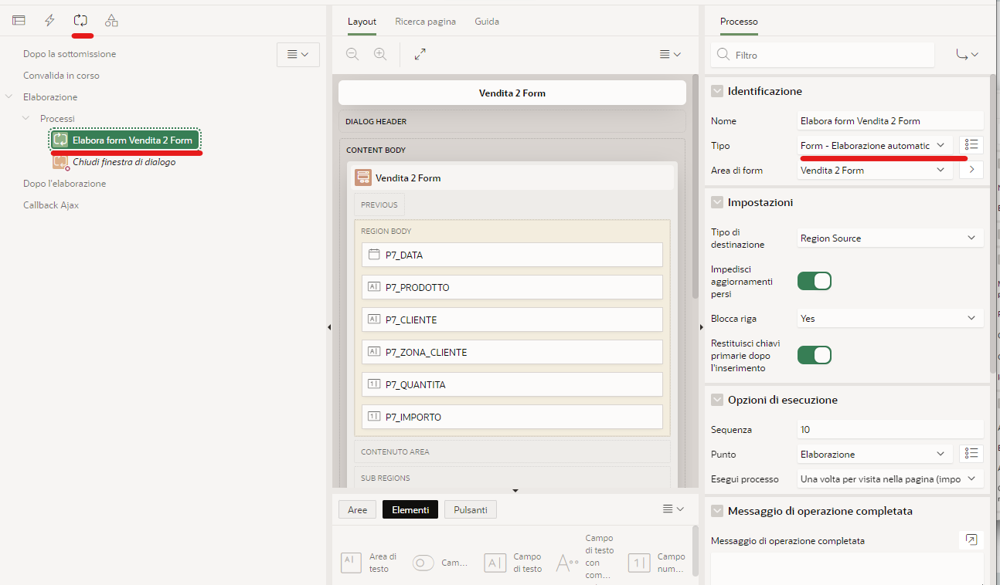 Layout
Ricerca pagina
Guida
Processo
Dopo la sottomissione
Convalida in corso
Elaborazione
Processi
Elabora form Vendita 2 Form
Chiudi finestra di dialogo
Dopo l'elaborazione
Callback Ajax
Vendita 2 Form
DIALOG HEADER
CONTENT BODY
Vendita 2 Form
PREVIOUS
REGION BODY
P7_DATA
P7_PRODOTTO
P7_CLIENTE
P7_ZONA_CLIENTE
P7_QUANTITA
P7_IMPORTO
CONTENUTO AREA
SUB REGIONS
Aree
Elementi
Pulsanti
Area di
testo
Cam...
Campo
di testo
Campo
di testo
con
com...
Campo
num...
Filtro
Identificazione
Nome
Elabora form Vendita 2 Form
Tipo
Form - Elaborazione automatic
Area di form
Vendita 2 Form
Impostazioni
Tipo di
destinazione
Region Source
Impedisci
aggiornamenti
persi
Blocca riga
Yes
Restituisci chiavi
primarie dopo
l'inserimento
Opzioni di esecuzione
Sequenza
10
Punto
Elaborazione
Esegui processo
Una volta per visita nella pagina (impo
Messaggio di operazione completata
Messaggio di operazione completata